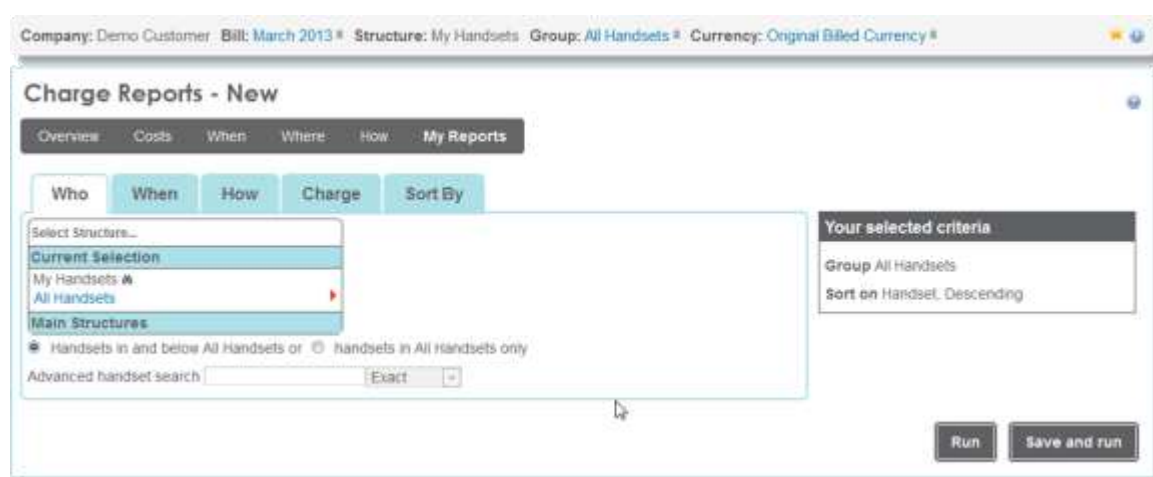 Company: Demo Customer Bill: March 2013 Structure: My Handsets Group: All Handsets Currency: Original Billed Currency
Charge Reports - New
Overview Costs When Where How My Reports
Who When How Charge Sort By
Select Structure...
Current Selection
My Handsets
All Handsets
Main Structures
Handsets in and below All Handsets or handsets in All Handsets only
Advanced handset search Exact
Your selected criteria
Group All Handsets
Sort on Handset, Descending
Run Save and run